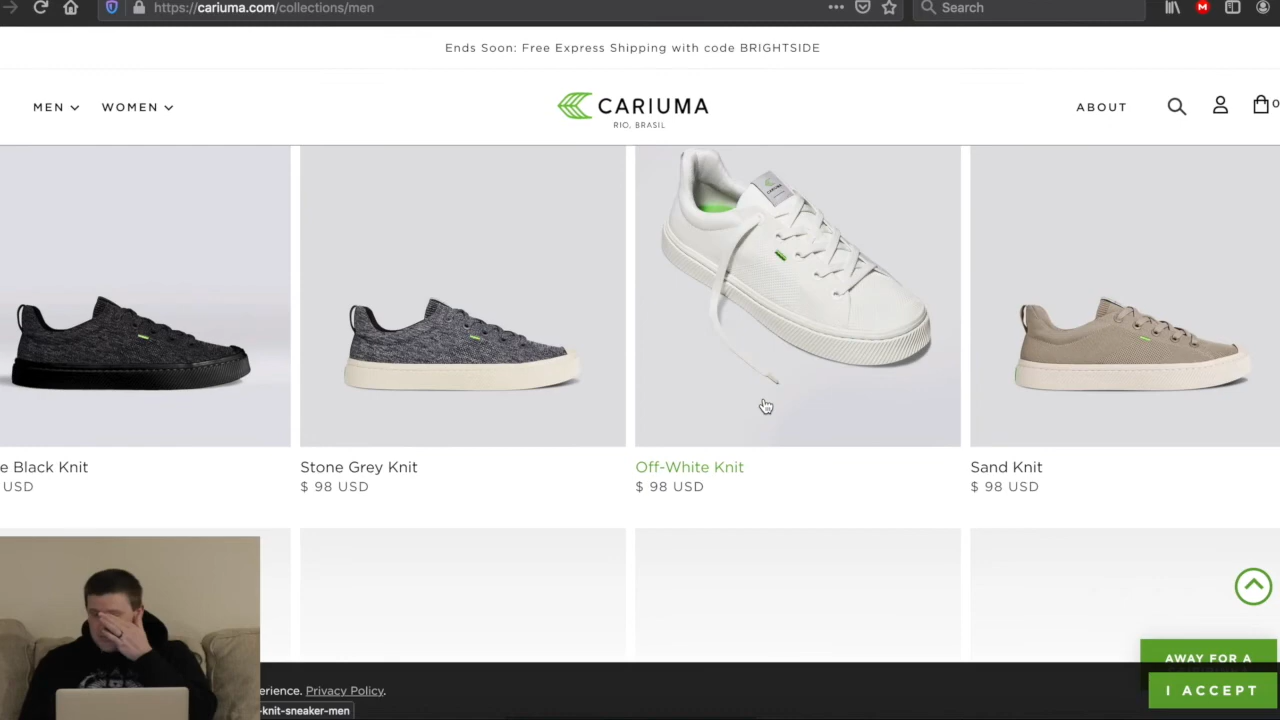 https://cariuma.com/collections/men
Search
Ends Soon: Free Express Shipping with code BRIGHTSIDE
MEN
WOMEN
CARIUMA
RIO, BRASIL
ABOUT
0
CARIUMA
e Black Knit
USD
Stone Grey Knit
$ 98 USD
Off-White Knit
$ 98 USD
Sand Knit
$ 98 USD
AWAY FOR A
erience. Privacy Policy.
I ACCEPT
-knit-sneaker-men